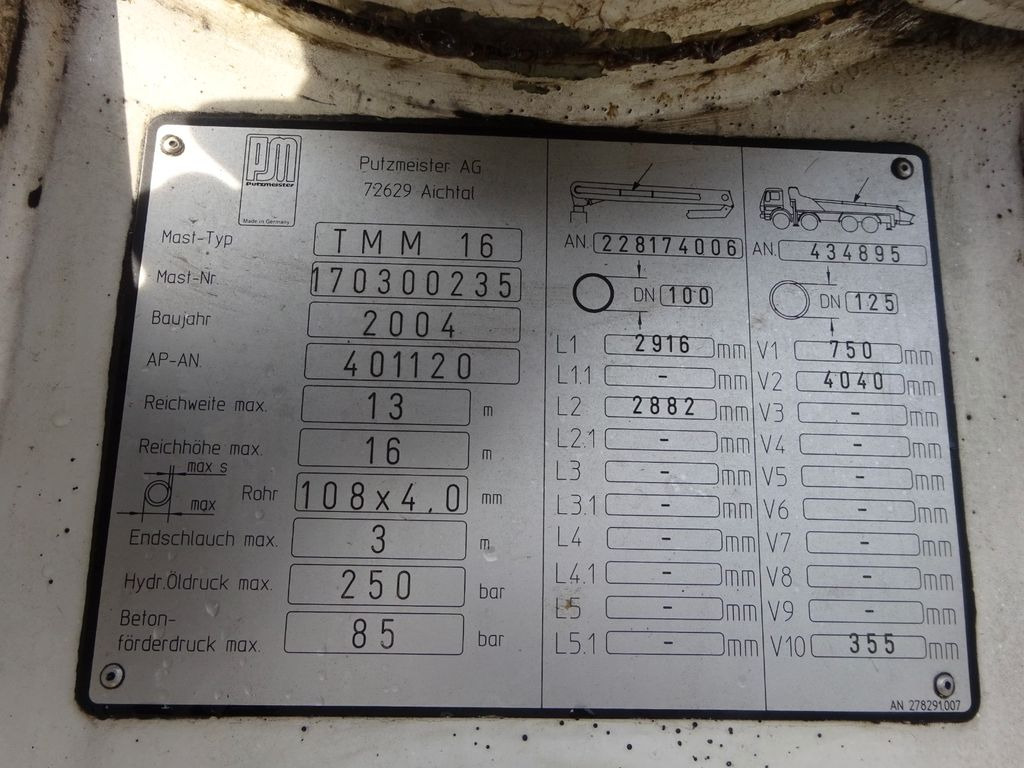 PM
Putzmeister
Made in Germany
Putzmeister AG
72629 Aichtal
Mast-Typ TMM 16
Mast-Nr. 170300235
Baujahr 2004
AP-AN. 401120
Reichweite max. 13 m
Reichhöhe max. 16 m
max s
max
Rohr 108x4,0 mm
Endschlauch max. 3 m
Hydr.Öldruck max. 250 bar
Beton-
förderdruck max. 85 bar
AN. 228174006
DN 100
L1 2916 mm
L1.1 - mm
L2 2882 mm
L2.1 - mm
L3 - mm
L3.1 - mm
L4 - mm
L4.1 - mm
L5 - mm
L5.1 - mm
AN. 434895
DN 125
V1 750 mm
V2 4040 mm
V3 - mm
V4 - mm
V5 - mm
V6 - mm
V7 - mm
V8 - mm
V9 - mm
V10 355 mm
AN 278291.007